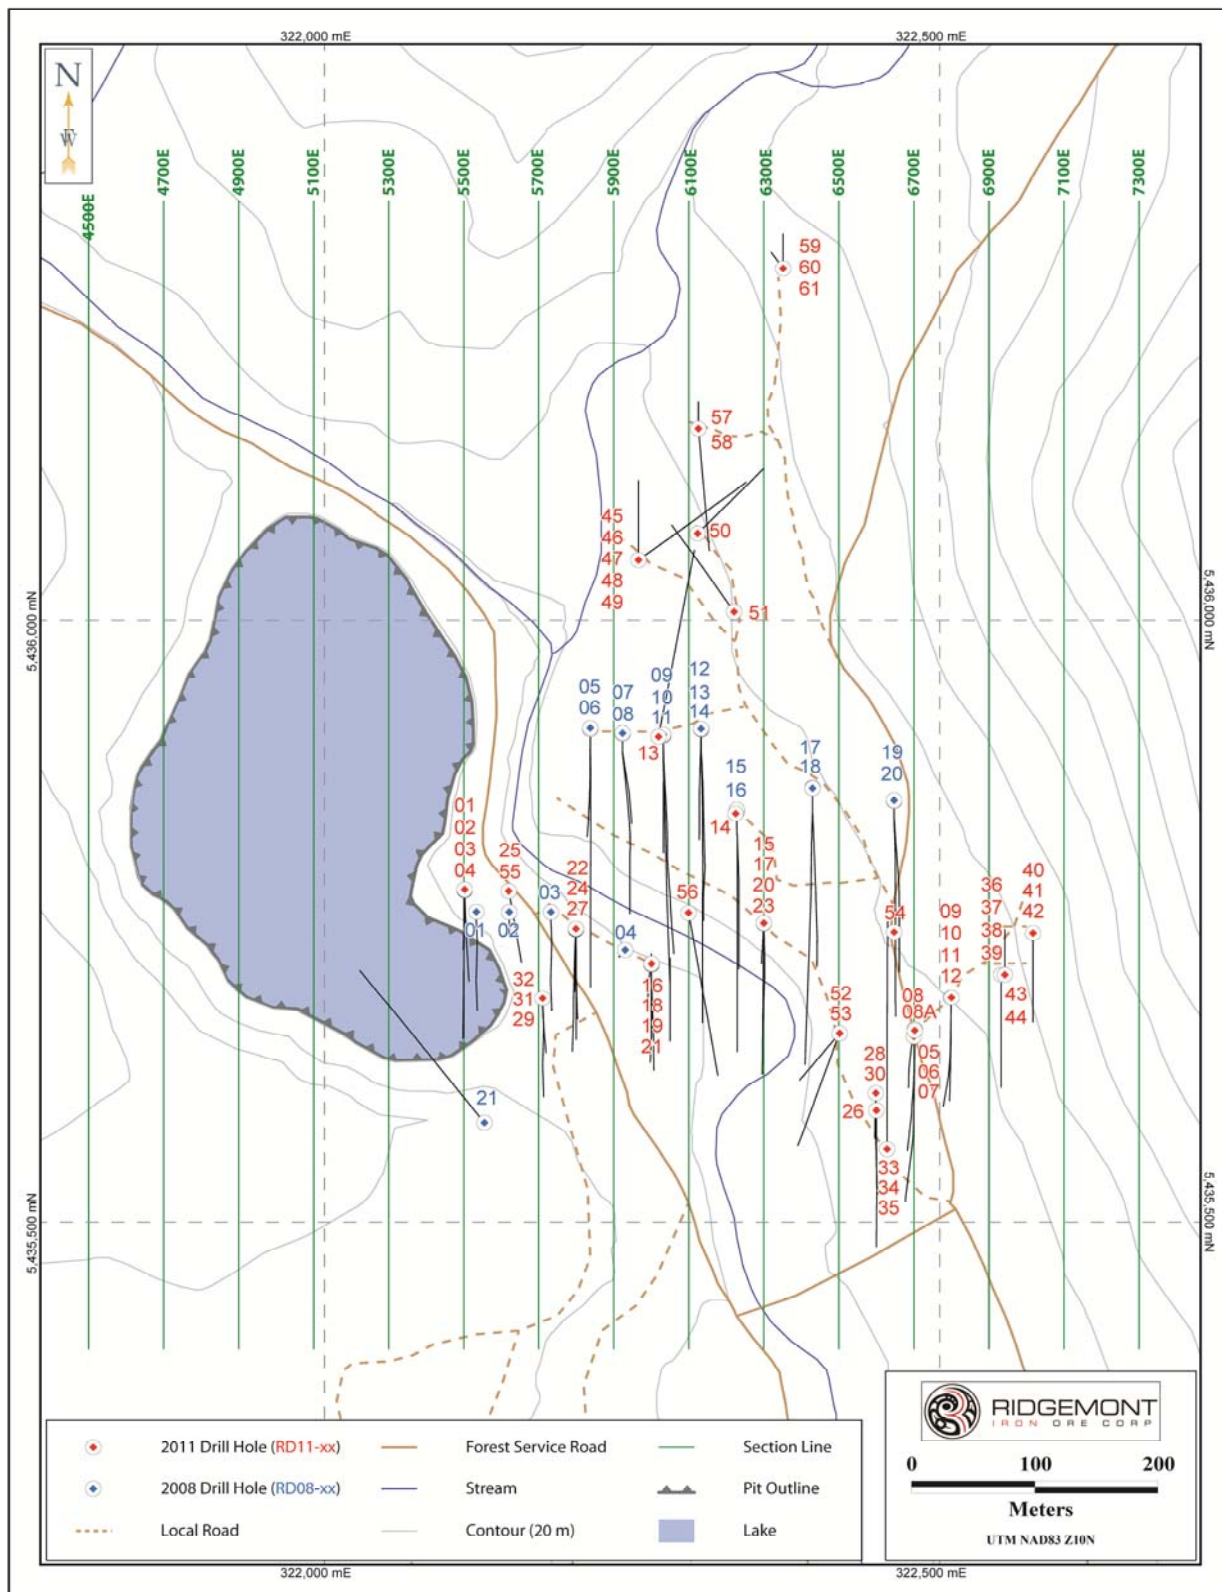 322,000 mE
322,500 mE
N
W
4500E
4700E
4900E
5100E
5300E
5500E
5700E
5900E
6100E
6300E
6500E
6700E
6900E
7100E
7300E
59
60
61
57
58
45
46
47
48
49
50
51
5,436,000 mN
5,436,000 mN
05
06
07
08
09
10
11
12
13
14
13
17
18
19
20
15
16
14
01
02
03
04
25
55
22
24
27
15
17
20
23
56
54
09
10
11
12
36
37
38
39
40
41
42
43
44
01
02
03
04
32
31
29
16
18
19
21
52
53
08
08A
05
06
07
28
30
26
21
33
34
35
5,435,500 mN
5,435,500 mN
RIDGEMONT
IRON ORE CORP
0 100 200
Meters
UTM NAD83 Z10N
2011 Drill Hole (RD11-xx)
Forest Service Road
Section Line
2008 Drill Hole (RD08-xx)
Stream
Pit Outline
Local Road
Contour (20 m)
Lake
322,000 mE
322,500 mE